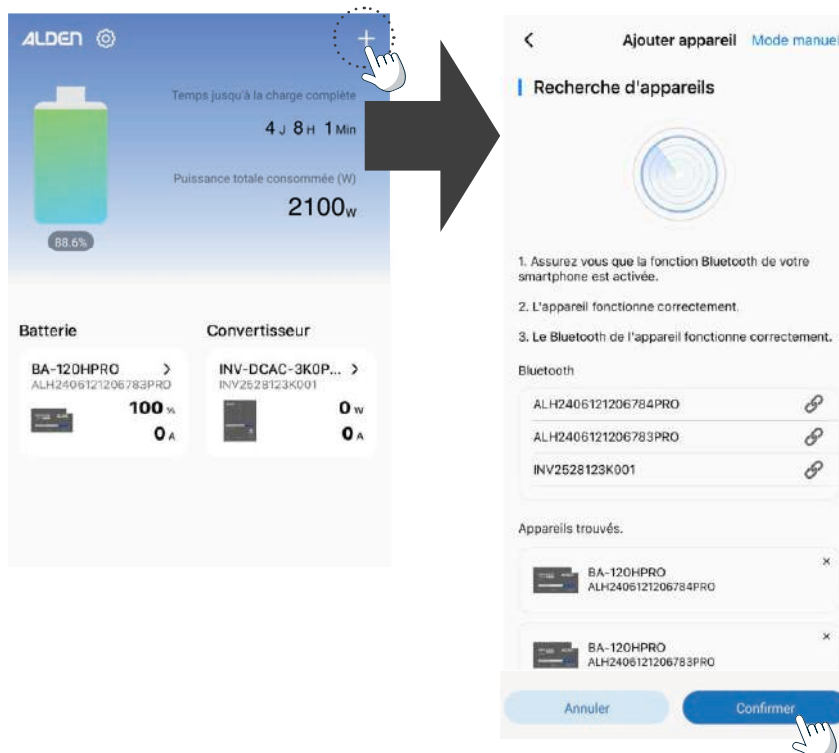 ALDEN
+
Temps jusqu'à la charge complète
4 J 8 H 1 Min
Puissance totale consommée (W)
2100w
88.6%
Batterie
Convertisseur
BA-120HPRO >
ALH2406121206783PRO
100 %
0 A
INV-DCAC-3K0P... >
INV2528123K001
0 w
0 A
< Ajouter appareil Mode manuel
Recherche d'appareils
1. Assurez vous que la fonction Bluetooth de votre
smartphone est activée.
2. L'appareil fonctionne correctement.
3. Le Bluetooth de l'appareil fonctionne correctement.
Bluetooth
ALH2406121206784PRO
ALH2406121206783PRO
INV2528123K001
Appareils trouvés.
BA-120HPRO ×
ALH2406121206784PRO
BA-120HPRO ×
ALH2406121206783PRO
Annuler
Confirmer